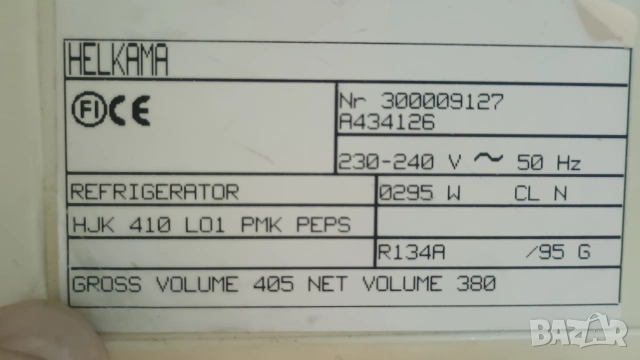 HELKAMA
FI CE
Nr 300009127
A434126
230-240 V ~ 50 Hz
REFRIGERATOR 0295 W CL N
HJK 410 L01 PMK PEPS
R134A /95 G
GROSS VOLUME 405 NET VOLUME 380
BAZAR